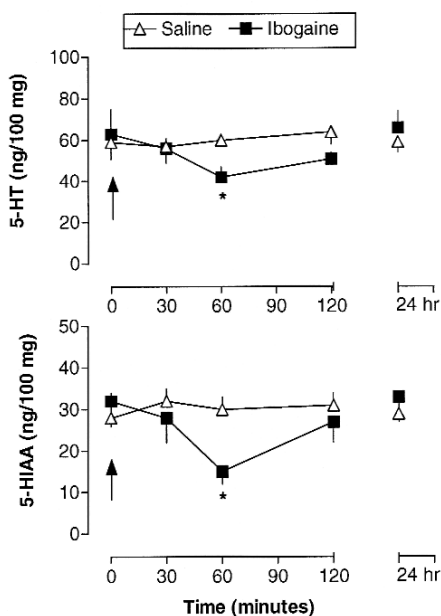 Saline Ibogaine
5-HT (ng/100 mg)
100
80
60
40
20
0
*
0 30 60 90 120 24 hr
5-HIAA (ng/100 mg)
50
40
30
20
10
0
*
0 30 60 90 120 24 hr
Time (minutes)